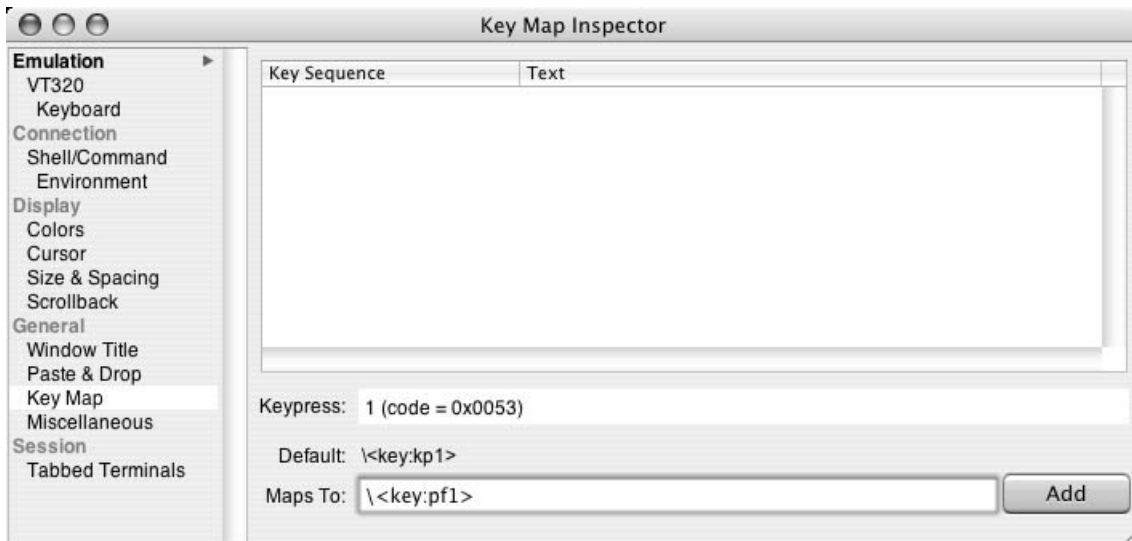 Key Map Inspector
Emulation
VT320
Keyboard
Connection
Shell/Command
Environment
Display
Colors
Cursor
Size & Spacing
Scrollback
General
Window Title
Paste & Drop
Key Map
Miscellaneous
Session
Tabbed Terminals
Key Sequence Text
Keypress: 1 (code = 0x0053)
Default: \<key:kp1>
Maps To: \<key:pf1> Add